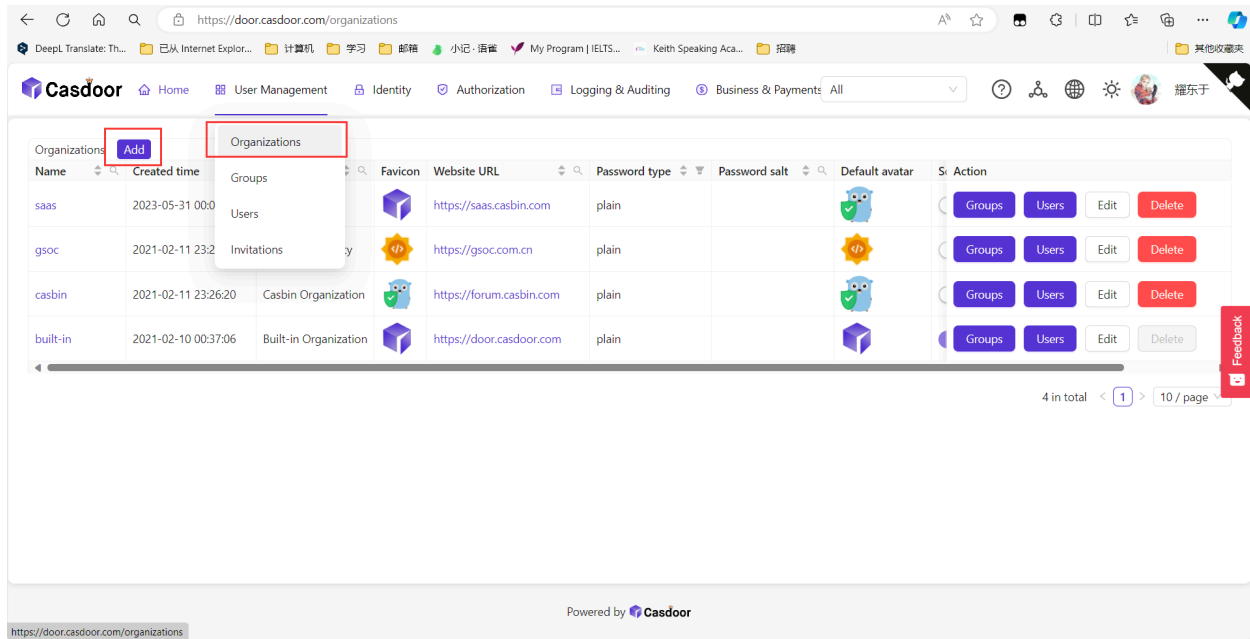 https://door.casdoor.com/organizations
DeepL Translate: Th... 已从 Internet Explor... 计算机 学习 邮箱 小记 · 语雀 My Program | IELTS... Keith Speaking Aca... 招聘 其他收藏夹
Casdoor Home User Management Identity Authorization Logging & Auditing Business & Payments All 耀东于
Organizations Add
Organizations
Groups
Users
Invitations
Name Created time Favicon Website URL Password type Password salt Default avatar Action
saas 2023-05-31 00:0 https://saas.casbin.com plain Groups Users Edit Delete
gsoc 2021-02-11 23:2 :y https://gsoc.com.cn plain Groups Users Edit Delete
casbin 2021-02-11 23:26:20 Casbin Organization https://forum.casbin.com plain Groups Users Edit Delete
built-in 2021-02-10 00:37:06 Built-in Organization https://door.casdoor.com plain Groups Users Edit Delete
Feedback
4 in total < 1 > 10 / page
Powered by Casdoor
https://door.casdoor.com/organizations